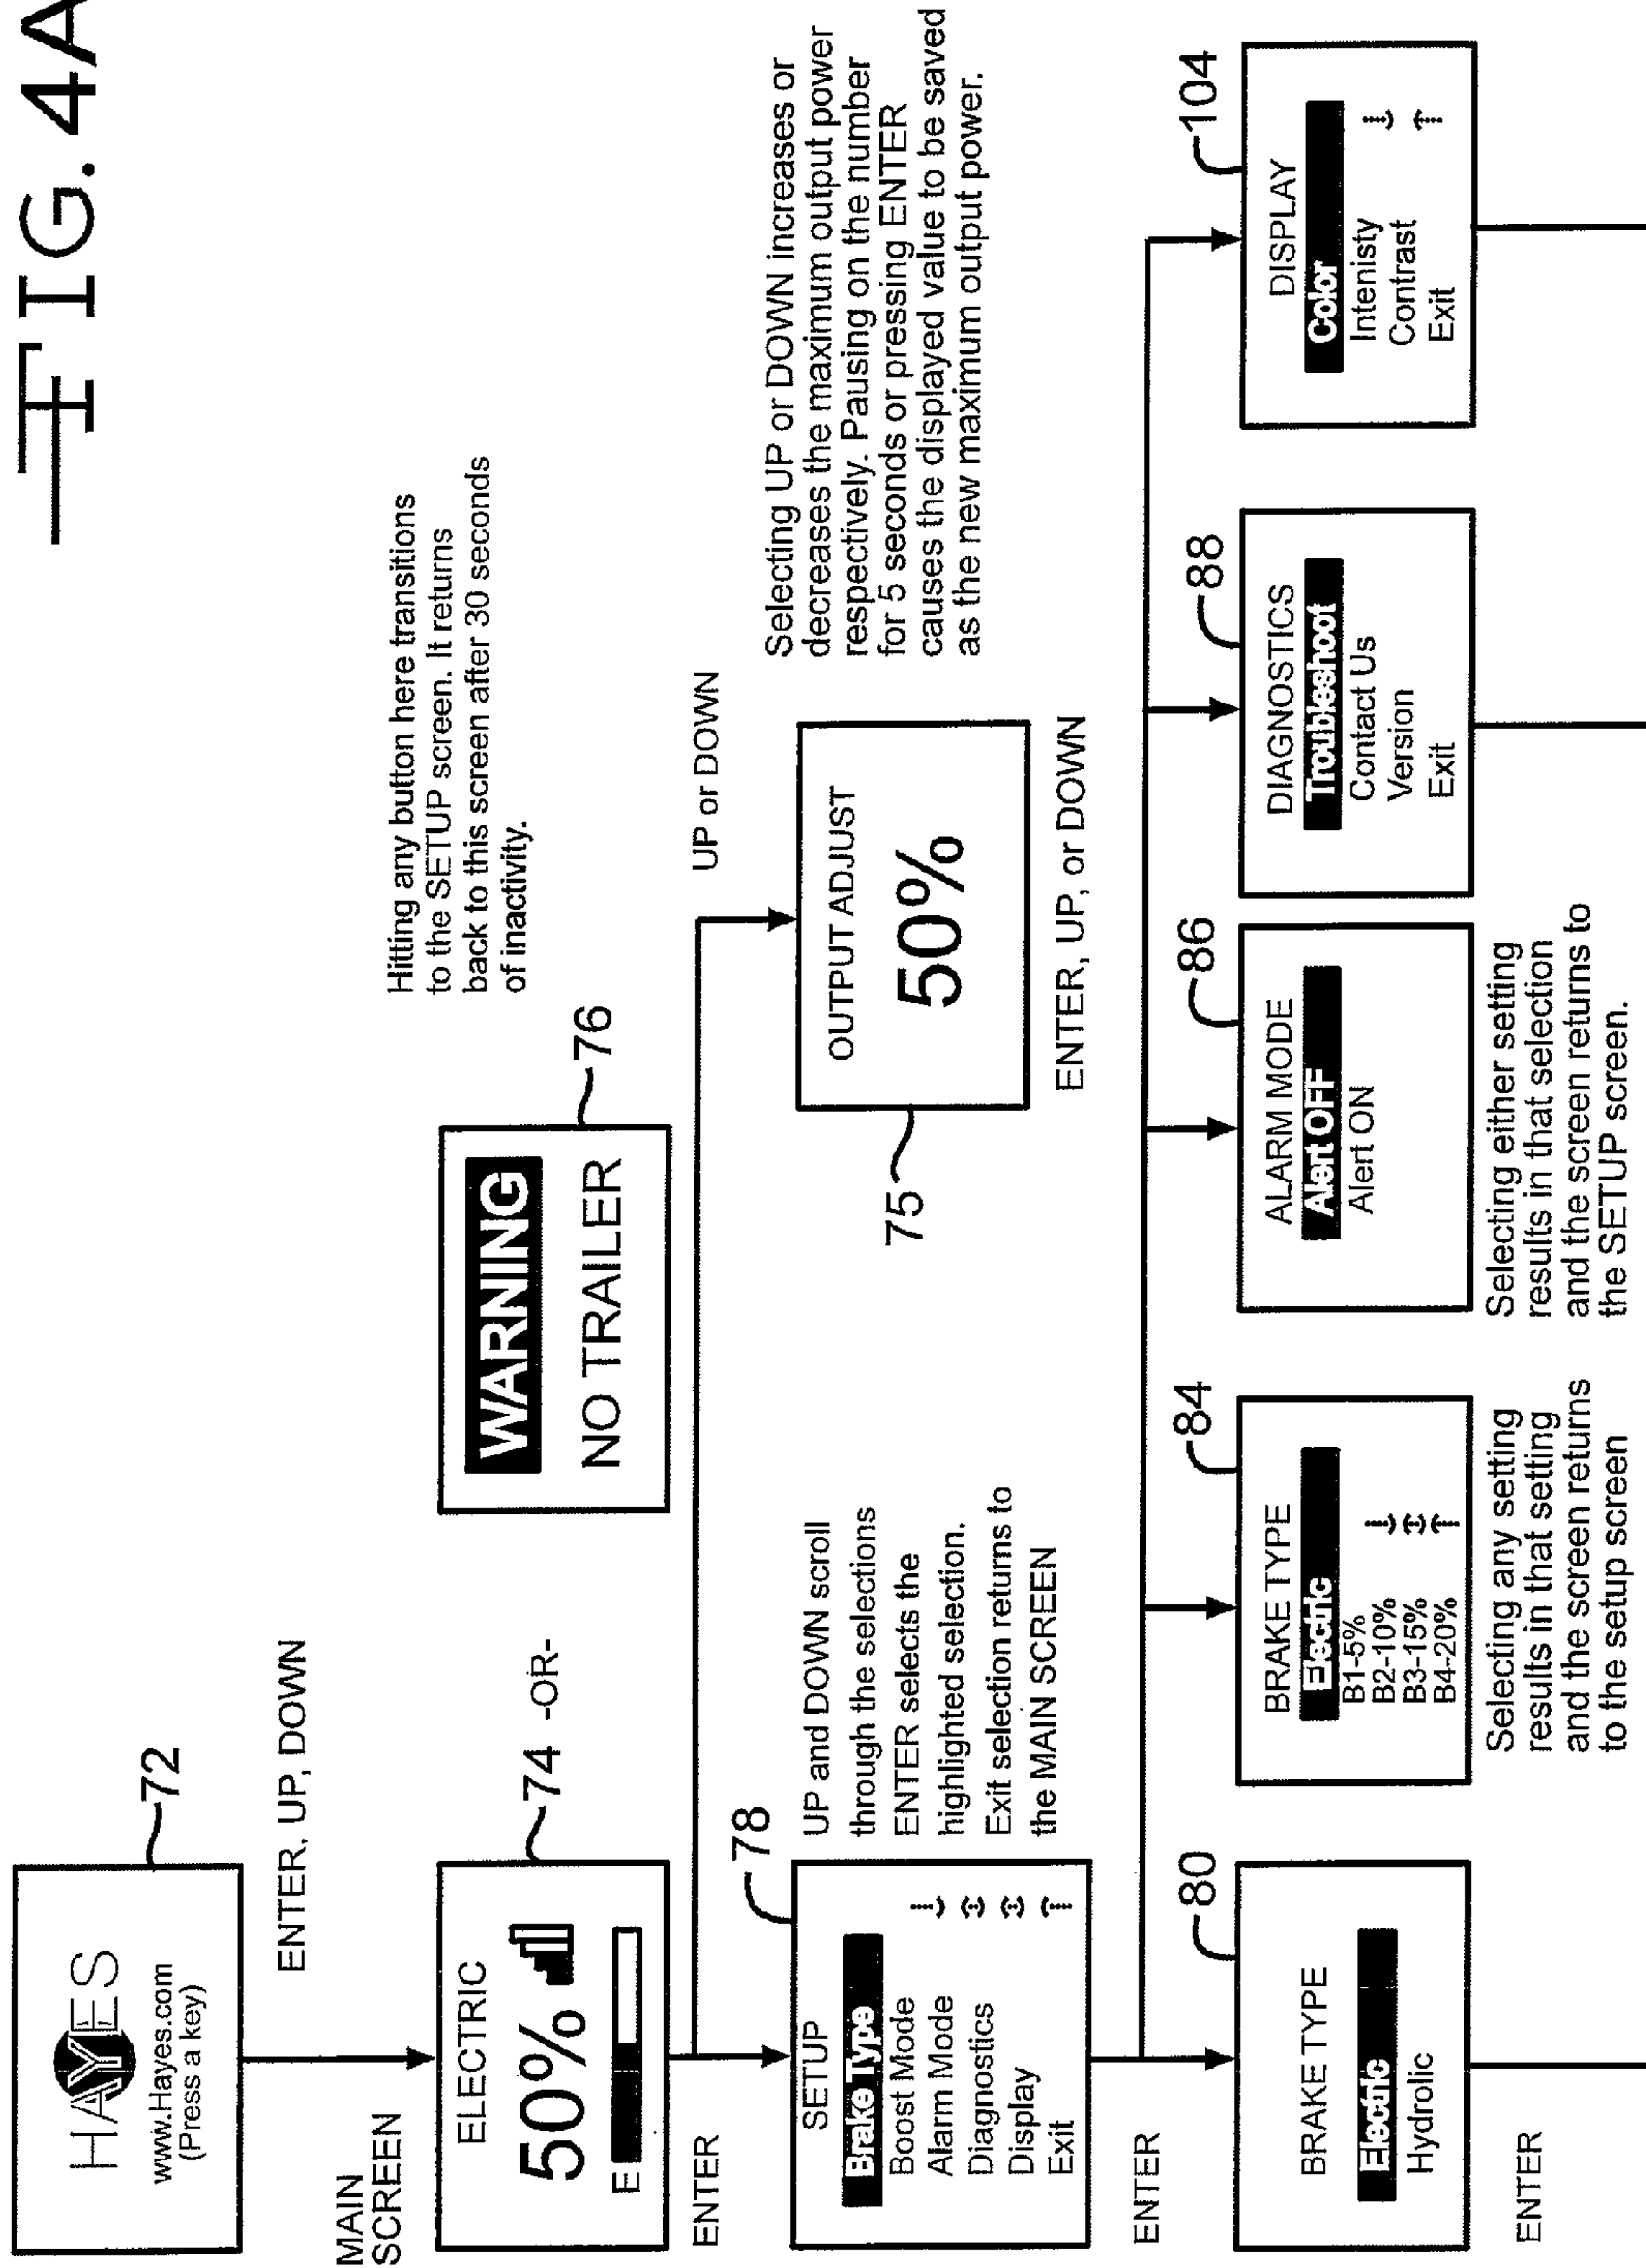 FIG. 4A
HAYES
www.Hayes.com
(Press a key)
72
ENTER, UP, DOWN
MAIN
SCREEN
ELECTRIC
50%
E
74
-OR-
WARNING
NO TRAILER
76
Hitting any button here transitions
to the SETUP screen. It returns
back to this screen after 30 seconds
of inactivity.
ENTER
UP or DOWN
SETUP
Brake Type
Boost Mode
Alarm Mode
Diagnostics
Display
Exit
78
UP and DOWN scroll
through the selections
ENTER selects the
highlighted selection.
Exit selection returns to
the MAIN SCREEN
OUTPUT ADJUST
50%
75
ENTER, UP, or DOWN
Selecting UP or DOWN increases or
decreases the maximum output power
respectively. Pausing on the number
for 5 seconds or pressing ENTER
causes the displayed value to be saved
as the new maximum output power.
ENTER
BRAKE TYPE
Electric
Hydrolic
80
ENTER
BRAKE TYPE
Electric
B1-5%
B2-10%
B3-15%
B4-20%
84
Selecting any setting
results in that setting
and the screen returns
to the setup screen
ALARM MODE
Alert OFF
Alert ON
86
Selecting either setting
results in that selection
and the screen returns to
the SETUP screen.
DIAGNOSTICS
Troubleshoot
Contact Us
Version
Exit
88
DISPLAY
Color
Intenisty
Contrast
Exit
104